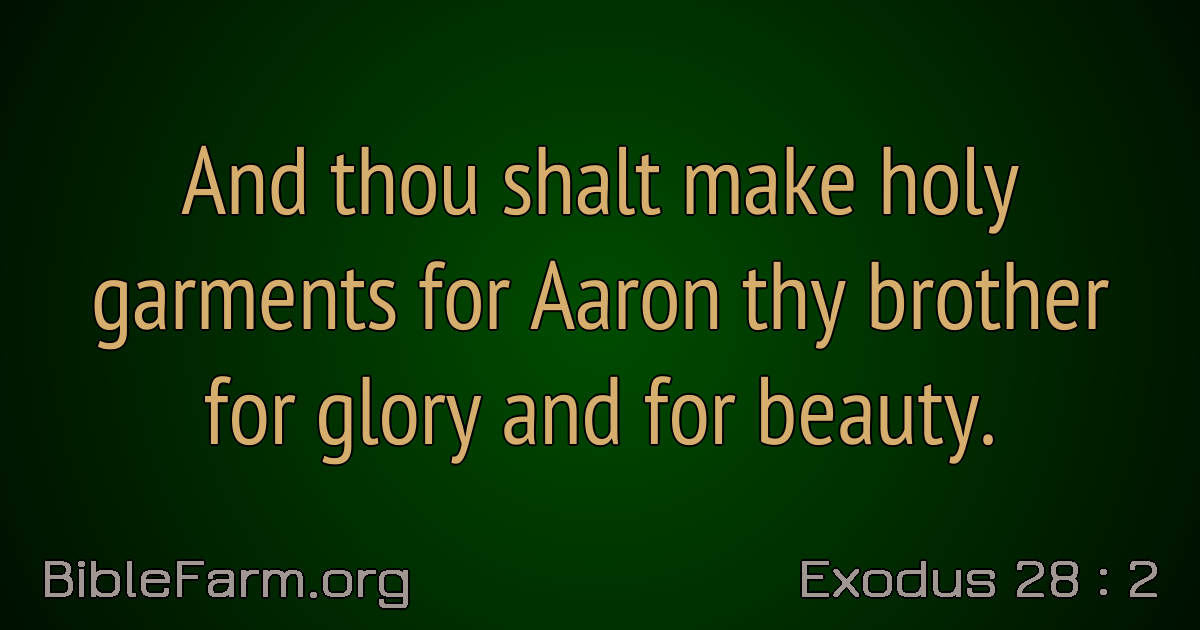 And thou shalt make holy
garments for Aaron thy brother
for glory and for beauty.
BibleFarm.org
Exodus 28 : 2